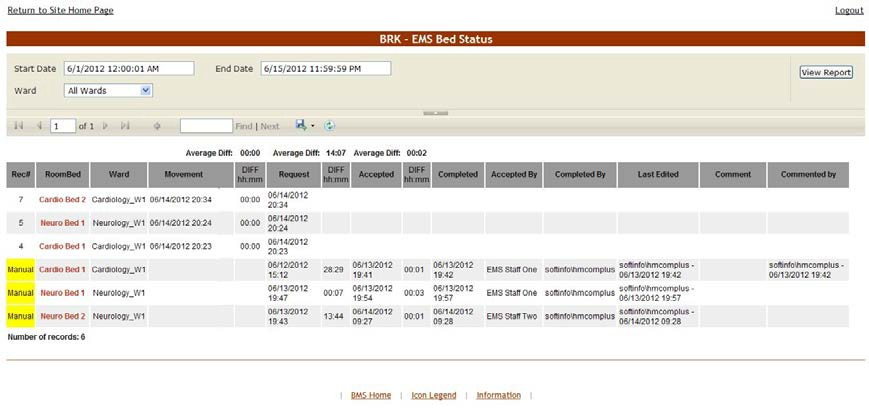 Return to Site Home Page Logout
BRK - EMS Bed Status
Start Date 6/1/2012 12:00:01 AM End Date 6/15/2012 11:59:59 PM
View Report
Ward All Wards
1 of 1 Find | Next
Average Diff: 00:00 Average Diff: 14:07 Average Diff: 00:02
Rec# RoomBed Ward Movement DIFF hh:mm Request DIFF hh:mm Accepted DIFF hh:mm Completed Accepted By Completed By Last Edited Comment Commented by
7 Cardio Bed 2 Cardiology_W1 06/14/2012 20:34 00:00 06/14/2012 20:34
5 Neuro Bed 1 Neurology_W1 06/14/2012 20:24 00:00 06/14/2012 20:24
4 Cardio Bed 1 Cardiology_W1 06/14/2012 20:23 00:00 06/14/2012 20:23
Manual Cardio Bed 1 Cardiology_W1 06/12/2012 15:12 28:29 06/13/2012 19:41 00:01 06/13/2012 19:42 EMS Staff One softinfo\hmcomplus softinfo\hmcomplus - 06/13/2012 19:42 softinfo\hmcomplus - 06/13/2012 19:42
Manual Neuro Bed 1 Neurology_W1 06/13/2012 19:47 00:07 06/13/2012 19:54 00:03 06/13/2012 19:57 EMS Staff One softinfo\hmcomplus softinfo\hmcomplus - 06/13/2012 19:57
Manual Neuro Bed 2 Neurology_W1 06/13/2012 19:43 13:44 06/14/2012 09:27 00:01 06/14/2012 09:28 EMS Staff Two softinfo\hmcomplus softinfo\hmcomplus - 06/14/2012 09:28
Number of records: 6
| BMS Home | Icon Legend | Information |